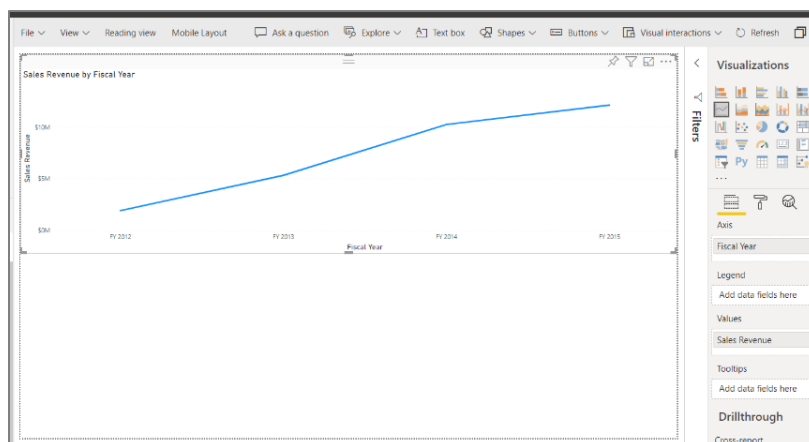 File View Reading view Mobile Layout Ask a question Explore Text box Shapes Buttons Visual interactions Refresh
Sales Revenue by Fiscal Year
$10M
$5M
$0M
Sales Revenue
FY 2012 FY 2013 FY 2014 FY 2015
Fiscal Year
Filters
Visualizations
Py
...
Axis
Fiscal Year
Legend
Add data fields here
Values
Sales Revenue
Tooltips
Add data fields here
Drillthrough
Cross-report